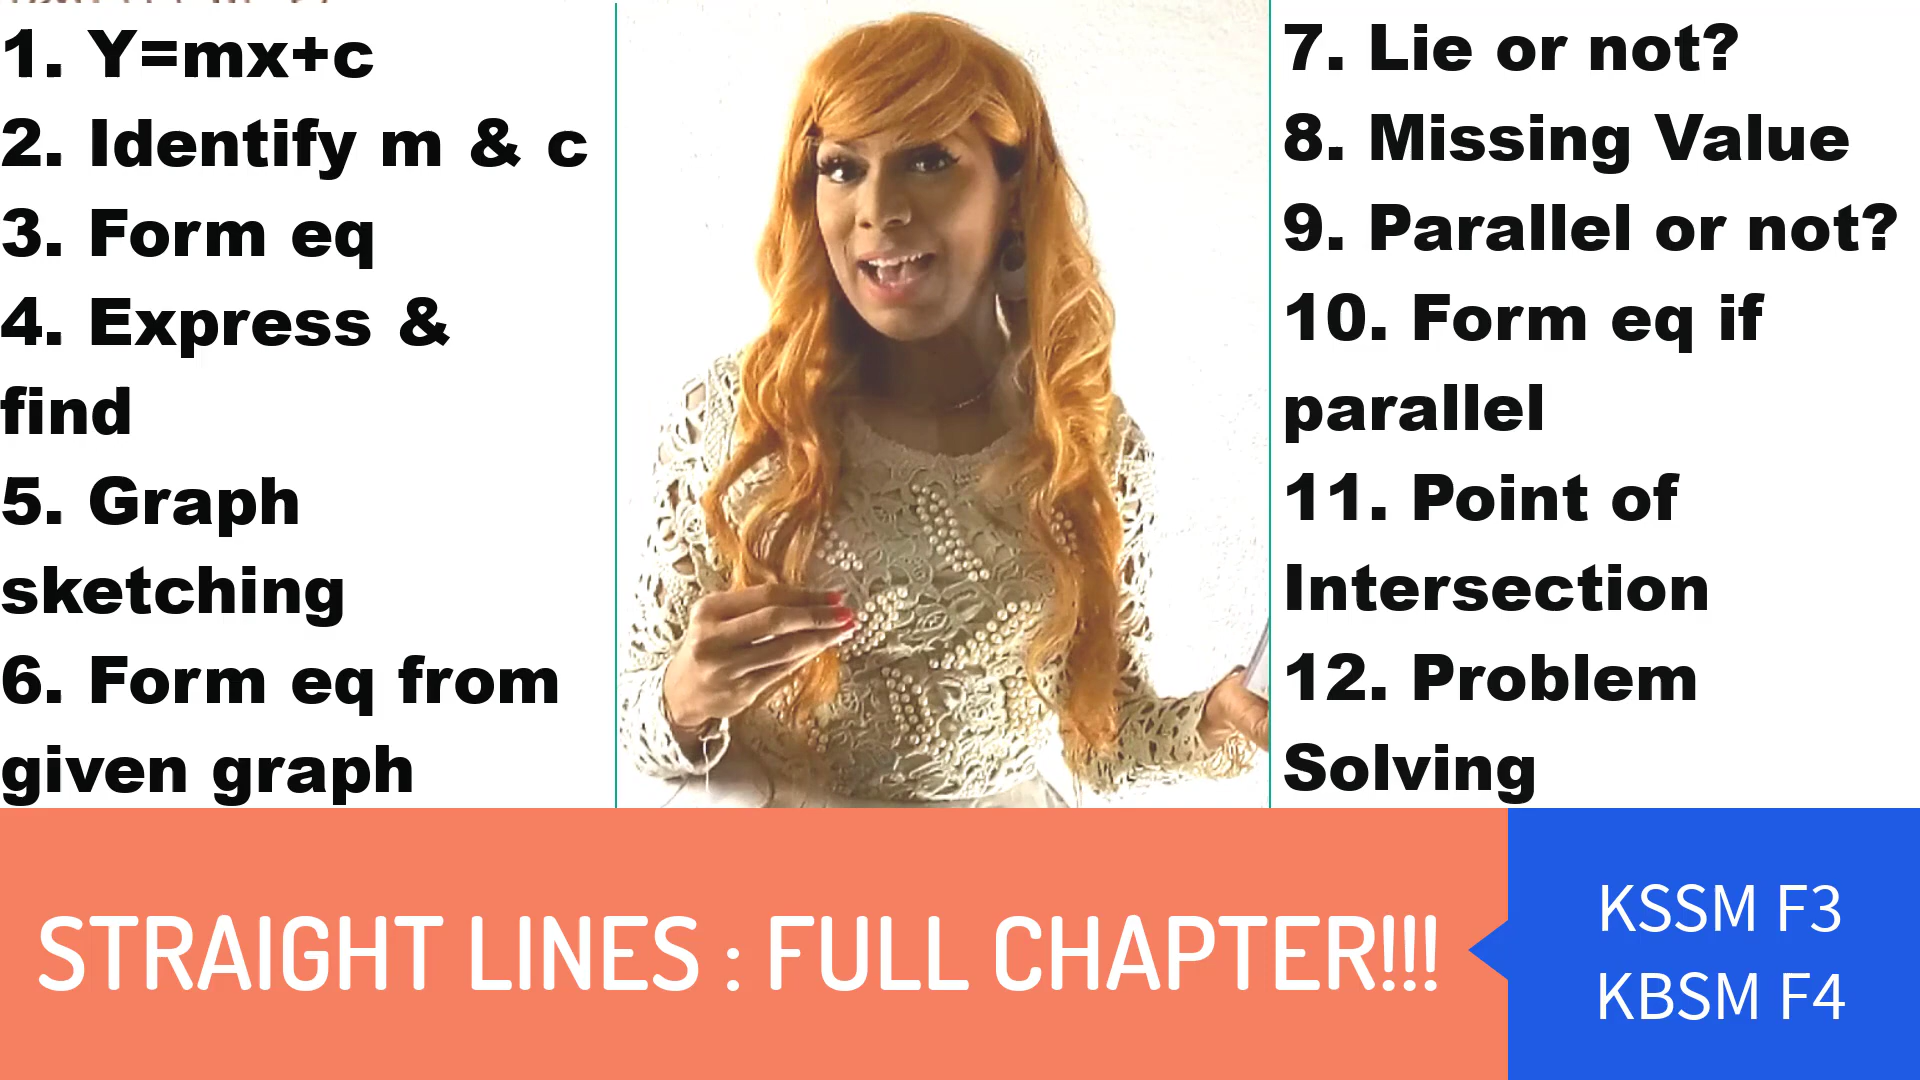 1. Y=mx+c
2. Identify m & c
3. Form eq
4. Express &
find
5. Graph
sketching
6. Form eq from
given graph
7. Lie or not?
8. Missing Value
9. Parallel or not?
10. Form eq if
parallel
11. Point of
Intersection
12. Problem
Solving
STRAIGHT LINES : FULL CHAPTER!!!
KSSM F3
KBSM F4